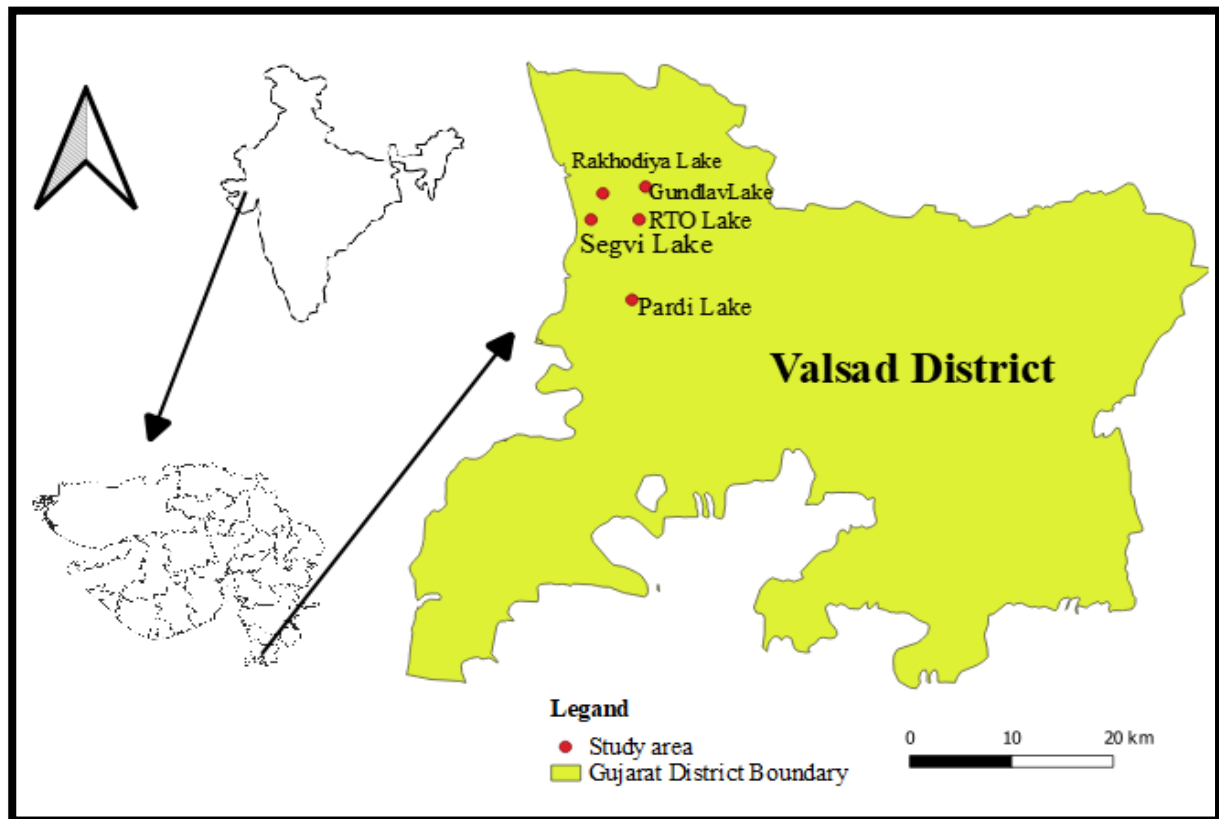 Rakhodiya Lake
GundlavLake
RTO Lake
Segvi Lake
Pardi Lake
Valsad District
Legand
Study area
Gujarat District Boundary
0 10 20 km